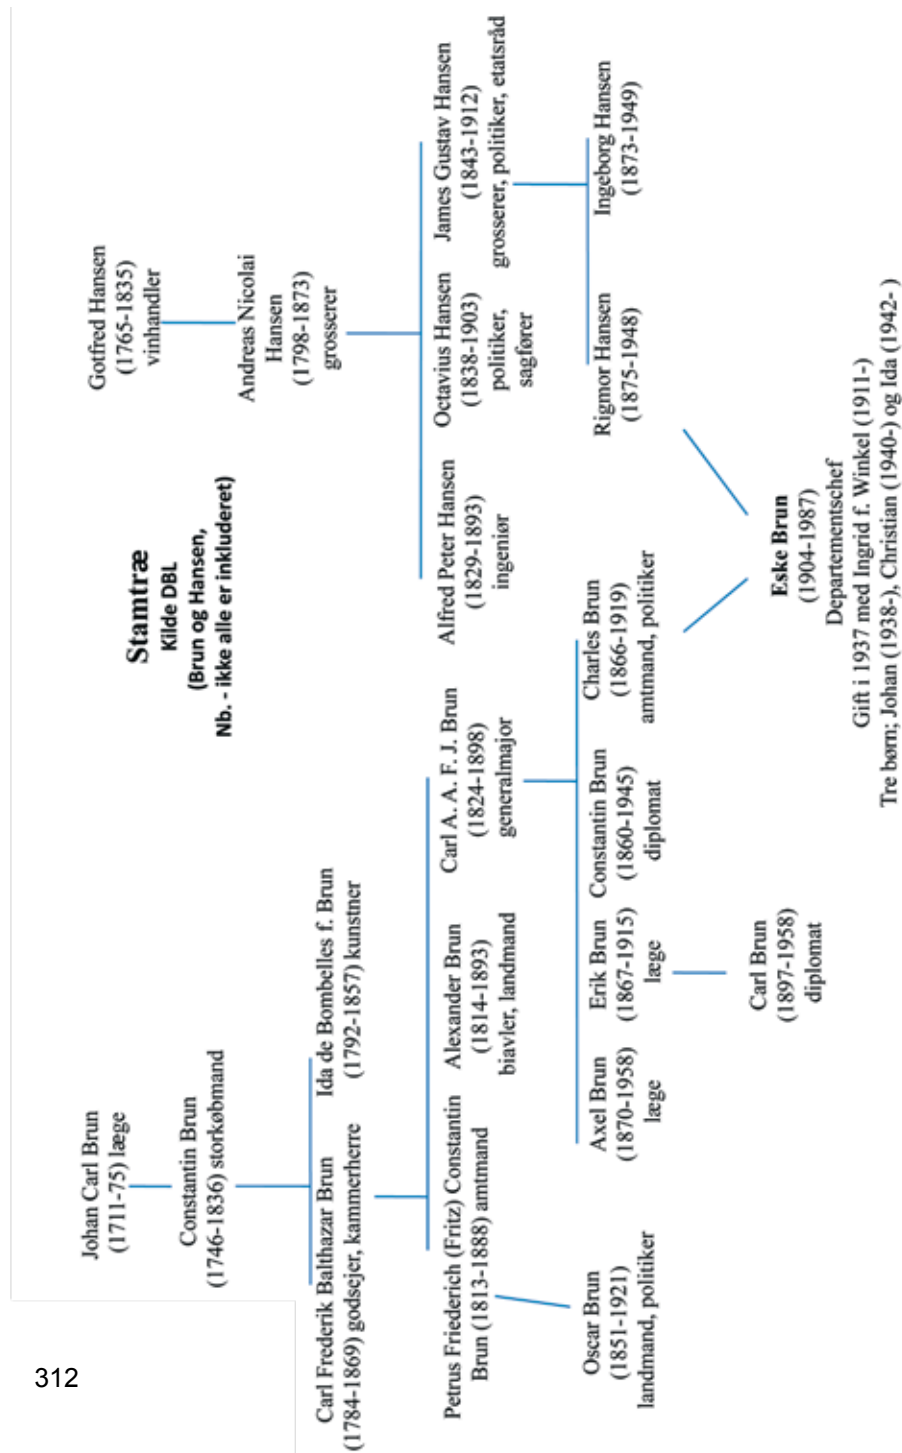 312
Stamtræ
Kilde DBL
(Brun og Hansen,
Nb. - ikke alle er inkluderet)
Johan Carl Brun
(1711-75) læge
Constantin Brun
(1746-1836) storkøbmand
Carl Frederik Balthazar Brun
(1784-1869) godsejer, kammerherre
Ida de Bombelles f. Brun
(1792-1857) kunstner
Petrus Friederich (Fritz) Constantin
Brun (1813-1888) amtmand
Alexander Brun
(1814-1893)
biavler, landmand
Carl A. A. F. J. Brun
(1824-1898)
generalmajor
Oscar Brun
(1851-1921)
landmand, politiker
Axel Brun
(1870-1958)
læge
Erik Brun
(1867-1915)
læge
Constantin Brun
(1860-1945)
diplomat
Charles Brun
(1866-1919)
amtmand, politiker
Carl Brun
(1897-1958)
diplomat
Gotfred Hansen
(1765-1835)
vinhandler
Andreas Nicolai
Hansen
(1798-1873)
grosserer
Alfred Peter Hansen
(1829-1893)
ingeniør
Octavius Hansen
(1838-1903)
politiker,
sagfører
James Gustav Hansen
(1843-1912)
grosserer, politiker, etatsråd
Rigmor Hansen
(1875-1948)
Ingeborg Hansen
(1873-1949)
Eske Brun
(1904-1987)
Departementschef
Gift i 1937 med Ingrid f. Winkel (1911-)
Tre børn; Johan (1938-), Christian (1940-) og Ida (1942- )